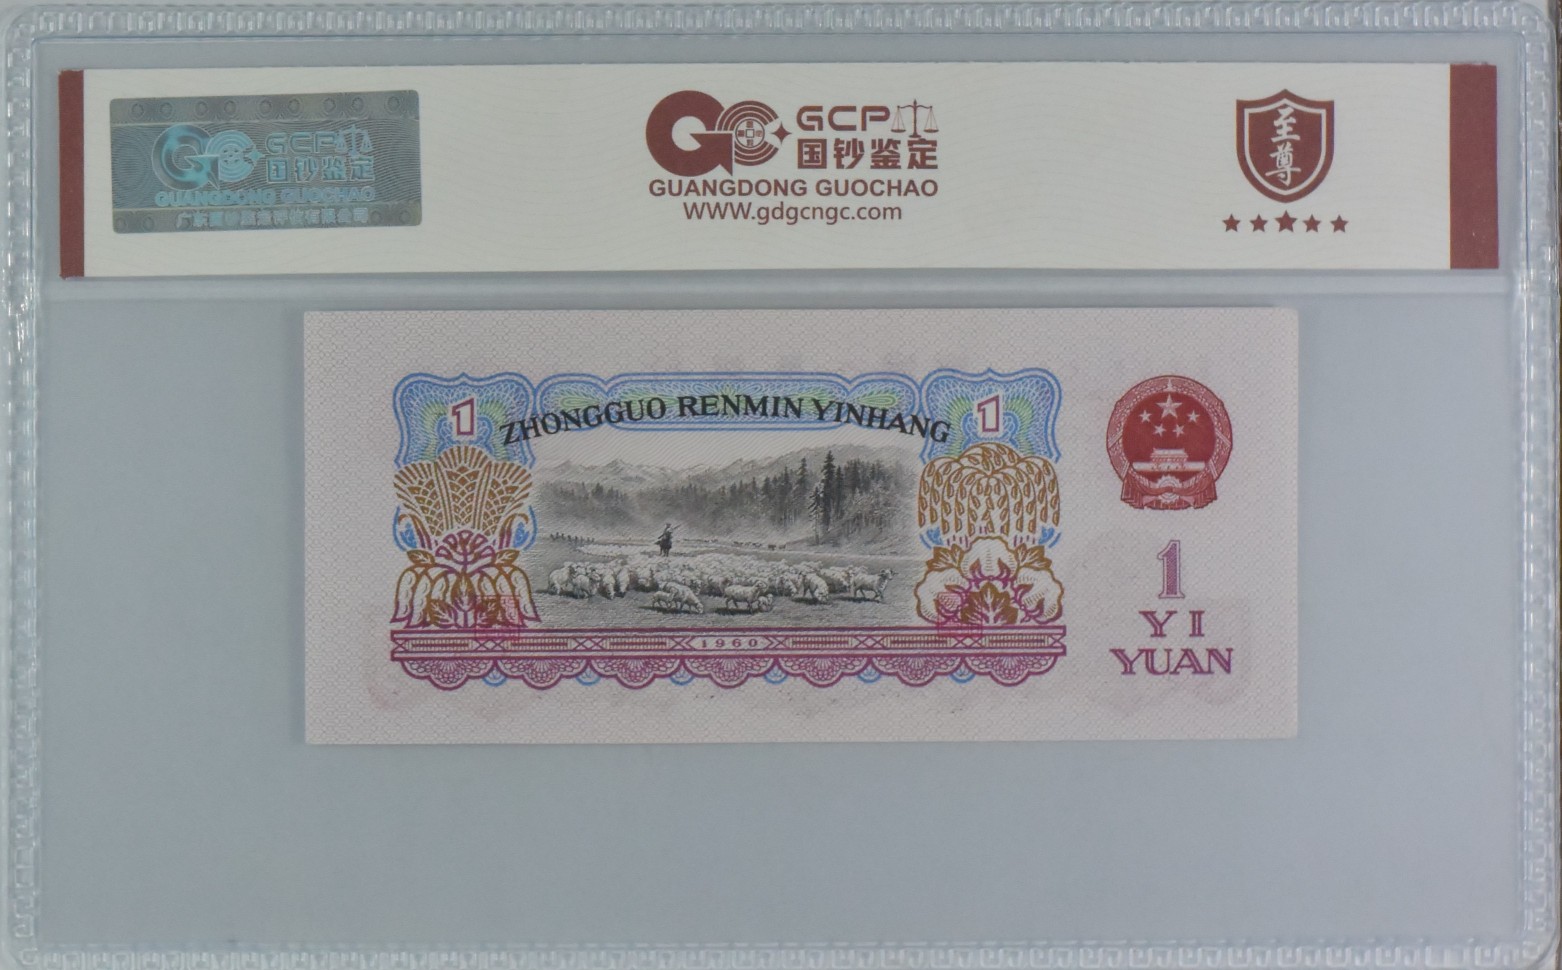 GCP
国钞鉴定
GUANGDONG GUOCHAO
GCP
国钞鉴定
GUANGDONG GUOCHAO
WWW.gdgcngc.com
至尊
1
ZHONGGUO RENMIN YINHANG
1
1960
1
YI
YUAN